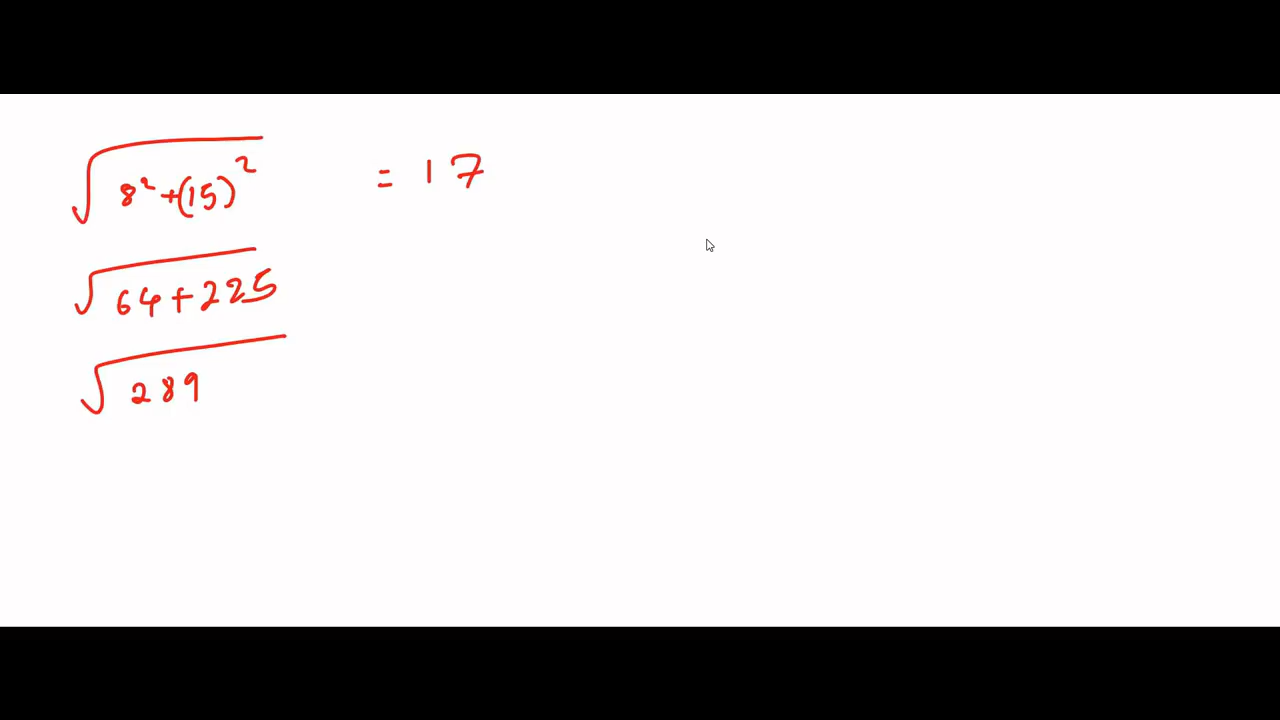 √8² + (15)² = 17
√64 + 225
√289